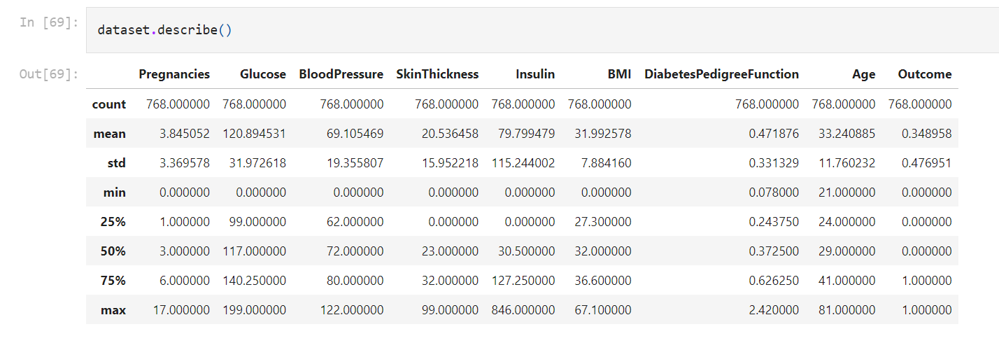 In [69]: dataset.describe()
Out[69]: Pregnancies Glucose BloodPressure SkinThickness Insulin BMI DiabetesPedigreeFunction Age Outcome
count 768.000000 768.000000 768.000000 768.000000 768.000000 768.000000 768.000000 768.000000 768.000000
mean 3.845052 120.894531 69.105469 20.536458 79.799479 31.992578 0.471876 33.240885 0.348958
std 3.369578 31.972618 19.355807 15.952218 115.244002 7.884160 0.331329 11.760232 0.476951
min 0.000000 0.000000 0.000000 0.000000 0.000000 0.000000 0.078000 21.000000 0.000000
25% 1.000000 99.000000 62.000000 0.000000 0.000000 27.300000 0.243750 24.000000 0.000000
50% 3.000000 117.000000 72.000000 23.000000 30.500000 32.000000 0.372500 29.000000 0.000000
75% 6.000000 140.250000 80.000000 32.000000 127.250000 36.600000 0.626250 41.000000 1.000000
max 17.000000 199.000000 122.000000 99.000000 846.000000 67.100000 2.420000 81.000000 1.000000